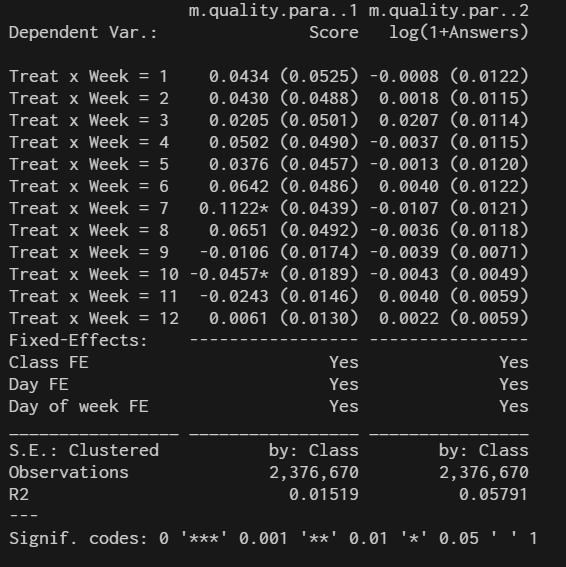 m.quality.para..1 m.quality.par..2
Dependent Var.: Score log(1+Answers)
Treat x Week = 1 0.0434 (0.0525) -0.0008 (0.0122)
Treat x Week = 2 0.0430 (0.0488) 0.0018 (0.0115)
Treat x Week = 3 0.0205 (0.0501) 0.0207 (0.0114)
Treat x Week = 4 0.0502 (0.0490) -0.0037 (0.0115)
Treat x Week = 5 0.0376 (0.0457) -0.0013 (0.0120)
Treat x Week = 6 0.0642 (0.0486) 0.0040 (0.0122)
Treat x Week = 7 0.1122* (0.0439) -0.0107 (0.0121)
Treat x Week = 8 0.0651 (0.0492) -0.0036 (0.0118)
Treat x Week = 9 -0.0106 (0.0174) -0.0039 (0.0071)
Treat x Week = 10 -0.0457* (0.0189) -0.0043 (0.0049)
Treat x Week = 11 -0.0243 (0.0146) 0.0040 (0.0059)
Treat x Week = 12 0.0061 (0.0130) 0.0022 (0.0059)
Fixed-Effects: ----------------- ----------------
Class FE Yes Yes
Day FE Yes Yes
Day of week FE Yes Yes
_________________ _________________ ________________
S.E.: Clustered by: Class by: Class
Observations 2,376,670 2,376,670
R2 0.01519 0.05791
---
Signif. codes: 0 '***' 0.001 '**' 0.01 '*' 0.05 ' ' 1